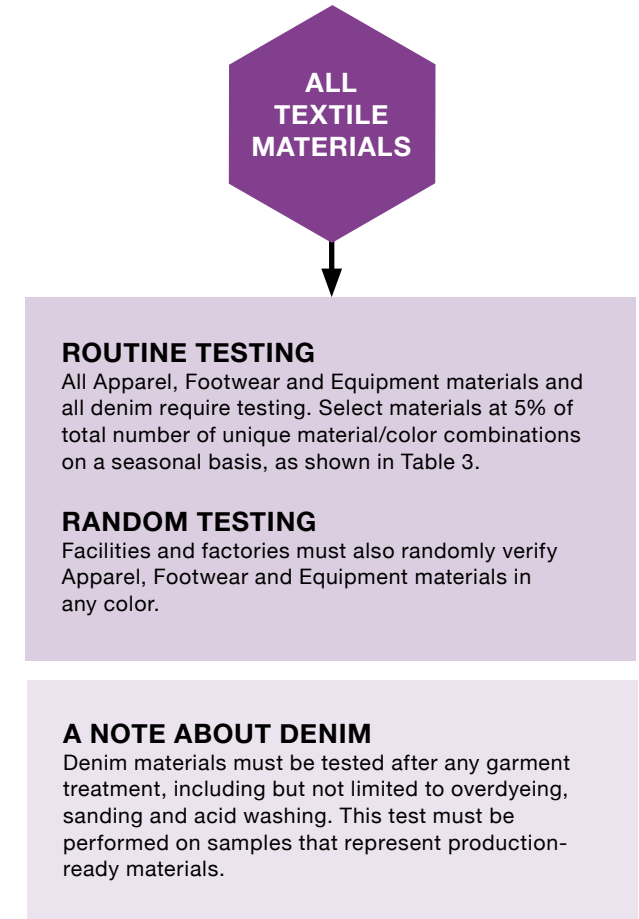 ALL
TEXTILE
MATERIALS
ROUTINE TESTING
All Apparel, Footwear and Equipment materials and
all denim require testing. Select materials at 5% of
total number of unique material/color combinations
on a seasonal basis, as shown in Table 3.
RANDOM TESTING
Facilities and factories must also randomly verify
Apparel, Footwear and Equipment materials in
any color.
A NOTE ABOUT DENIM
Denim materials must be tested after any garment
treatment, including but not limited to overdyeing,
sanding and acid washing. This test must be
performed on samples that represent production-
ready materials.